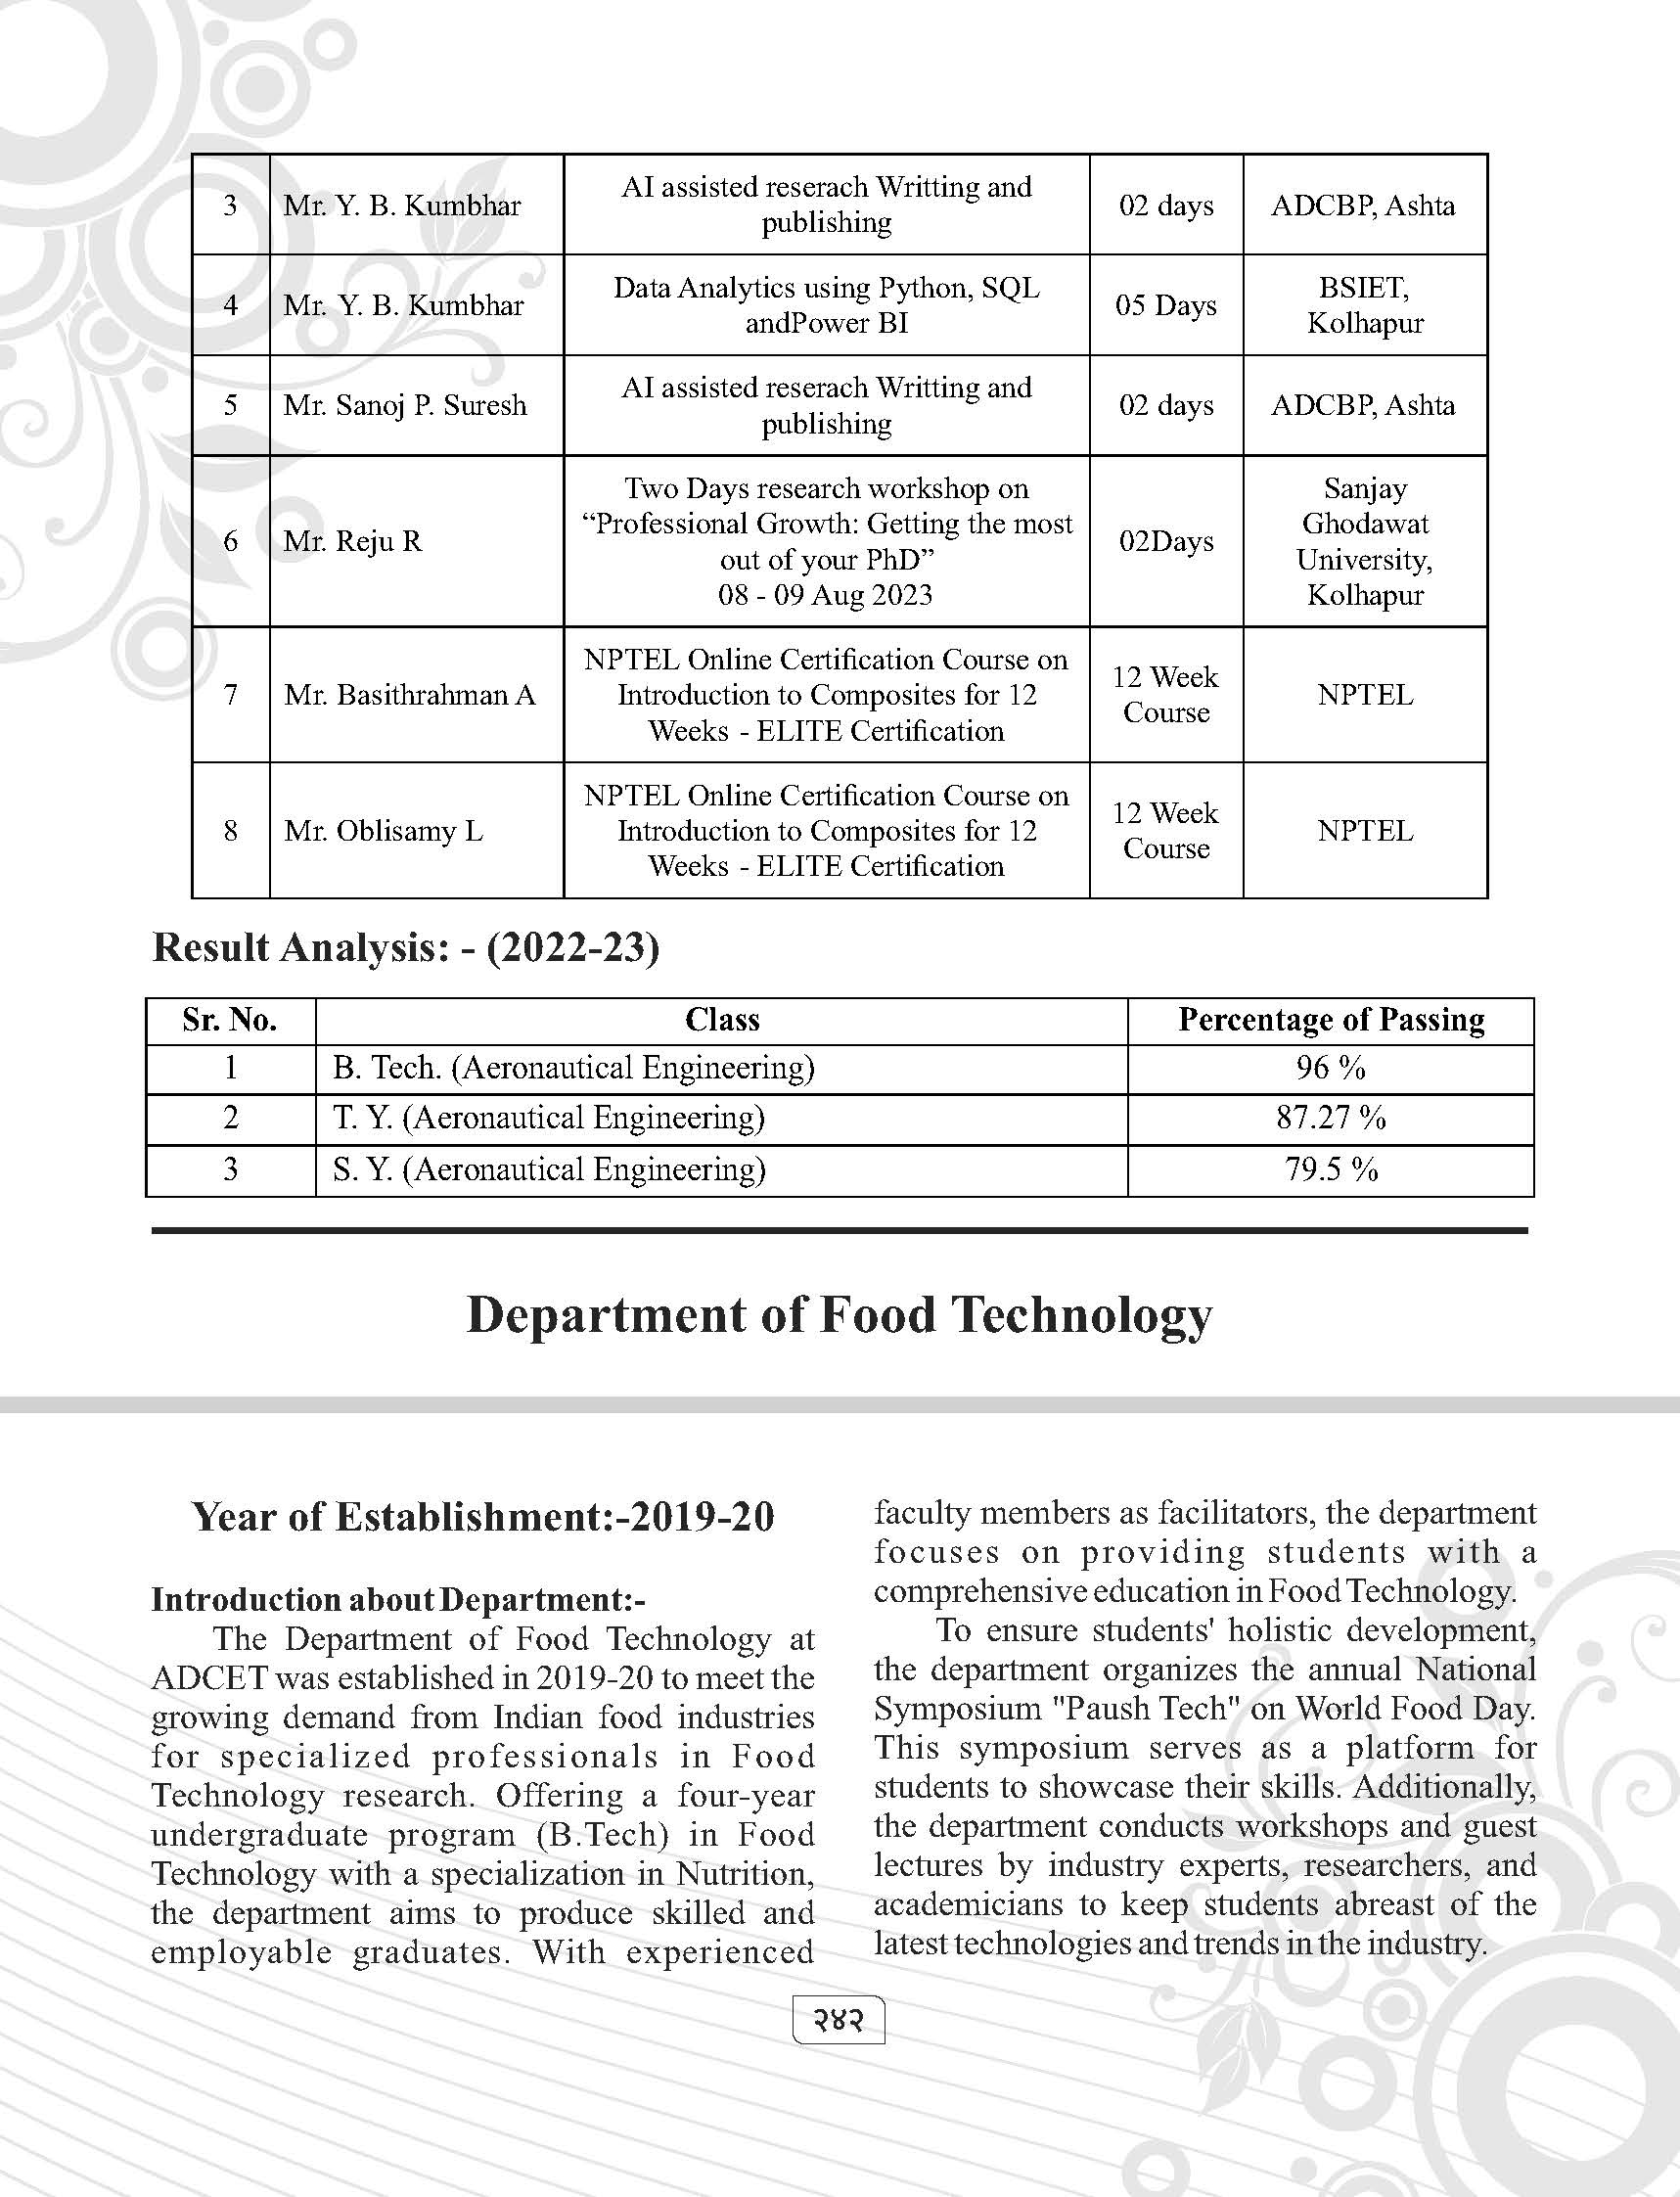 3 Mr. Y. B. Kumbhar AI assisted reserach Writting and publishing 02 days ADCBP, Ashta
4 Mr. Y. B. Kumbhar Data Analytics using Python, SQL andPower BI 05 Days BSIET, Kolhapur
5 Mr. Sanoj P. Suresh AI assisted reserach Writting and publishing 02 days ADCBP, Ashta
6 Mr. Reju R Two Days research workshop on “Professional Growth: Getting the most out of your PhD” 08 - 09 Aug 2023 02Days Sanjay Ghodawat University, Kolhapur
7 Mr. Basithrahman A NPTEL Online Certification Course on Introduction to Composites for 12 Weeks - ELITE Certification 12 Week Course NPTEL
8 Mr. Oblisamy L NPTEL Online Certification Course on Introduction to Composites for 12 Weeks - ELITE Certification 12 Week Course NPTEL
Result Analysis: - (2022-23)
Sr. No. Class Percentage of Passing
1 B. Tech. (Aeronautical Engineering) 96 %
2 T. Y. (Aeronautical Engineering) 87.27 %
3 S. Y. (Aeronautical Engineering) 79.5 %
Department of Food Technology
Year of Establishment:-2019-20
Introduction about Department:-
The Department of Food Technology at
ADCET was established in 2019-20 to meet the
growing demand from Indian food industries
for specialized professionals in Food
Technology research. Offering a four-year
undergraduate program (B.Tech) in Food
Technology with a specialization in Nutrition,
the department aims to produce skilled and
employable graduates. With experienced
faculty members as facilitators, the department
focuses on providing students with a
comprehensive education in Food Technology.
To ensure students' holistic development,
the department organizes the annual National
Symposium "Paush Tech" on World Food Day.
This symposium serves as a platform for
students to showcase their skills. Additionally,
the department conducts workshops and guest
lectures by industry experts, researchers, and
academicians to keep students abreast of the
latest technologies and trends in the industry.
२४२